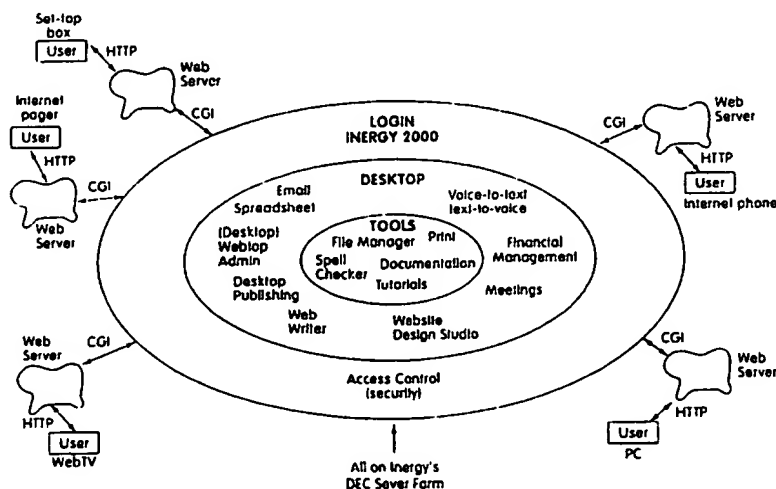 Set-top
box
User
HTTP
Web
Server
CGI
Internet
pager
User
HTTP
CGI
Web
Server
LOGIN
INERGY 2000
DESKTOP
Email
Spreadsheet
Voice-to-text
text-to-voice
(Desktop)
Webtop
Admin
Desktop
Publishing
Web
Writer
Website
Design Studio
Financial
Management
Meetings
TOOLS
File Manager
Print
Spell
Checker
Documentation
Tutorials
Access Control
(security)
CGI
Web
Server
HTTP
User
Internet phone
Web
Server
CGI
HTTP
User
WebTV
CGI
Web
Server
HTTP
User
PC
All on Inergy's
DEC Sever Farm